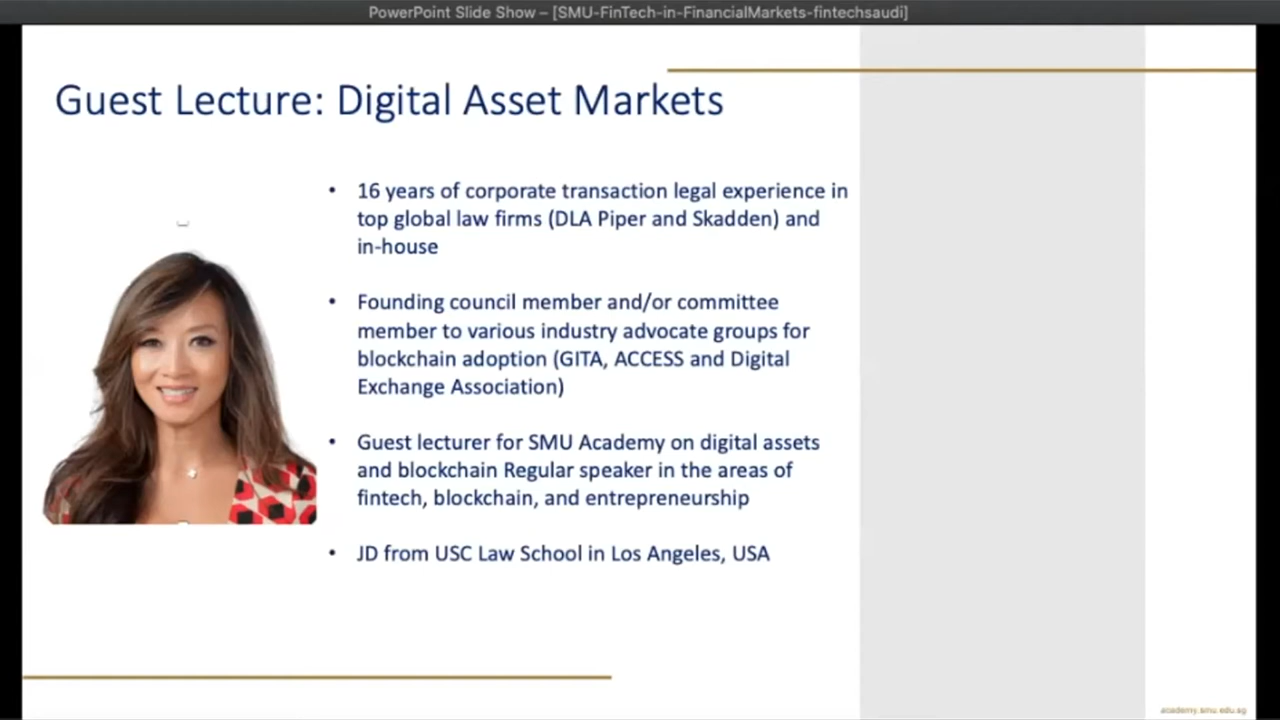 PowerPoint Slide Show – [SMU-FinTech-in-FinancialMarkets-fintechsaudi]
Guest Lecture: Digital Asset Markets
• 16 years of corporate transaction legal experience in
top global law firms (DLA Piper and Skadden) and
in-house
• Founding council member and/or committee
member to various industry advocate groups for
blockchain adoption (GITA, ACCESS and Digital
Exchange Association)
• Guest lecturer for SMU Academy on digital assets
and blockchain Regular speaker in the areas of
fintech, blockchain, and entrepreneurship
• JD from USC Law School in Los Angeles, USA
academy.smu.edu.sg